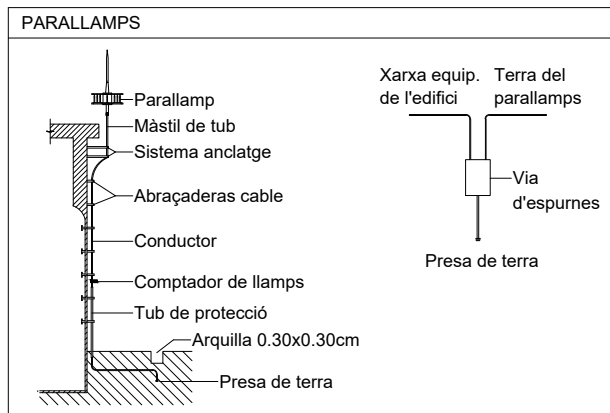 PARALLAMPS
Parallamp
Màstil de tub
Sistema anclatge
Abraçaderas cable
Conductor
Comptador de llamps
Tub de protecció
Arquilla 0.30x0.30cm
Presa de terra
Xarxa equip.
de l'edifici
Terra del
parallamps
Via
d'espurnes
Presa de terra